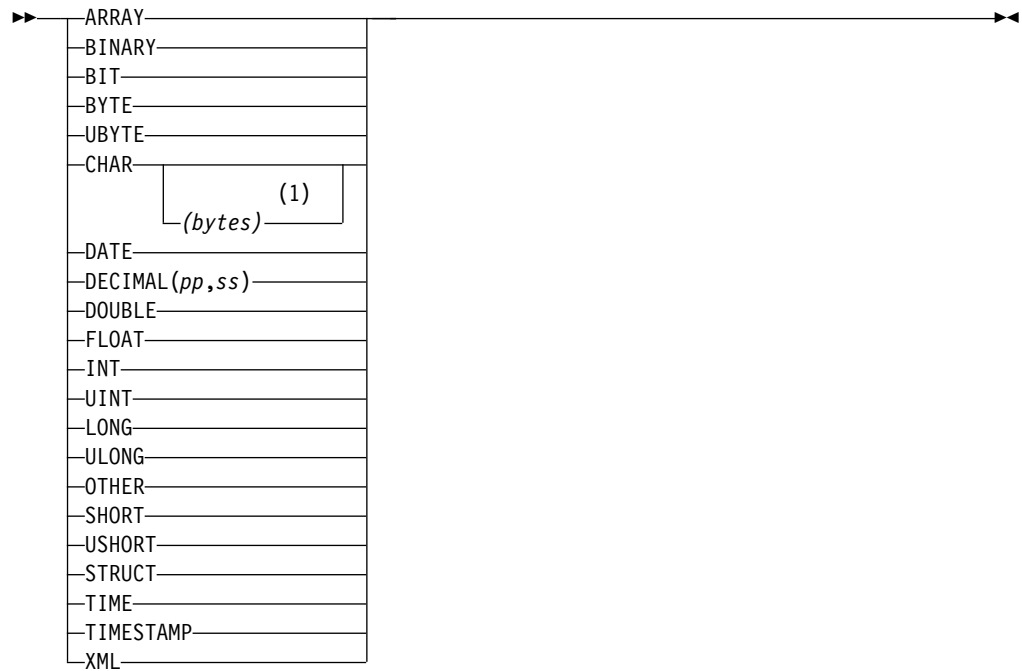 ARRAY
BINARY
BIT
BYTE
UBYTE
CHAR
(1)
(bytes)
DATE
DECIMAL(pp,ss)
DOUBLE
FLOAT
INT
UINT
LONG
ULONG
OTHER
SHORT
USHORT
STRUCT
TIME
TIMESTAMP
XML